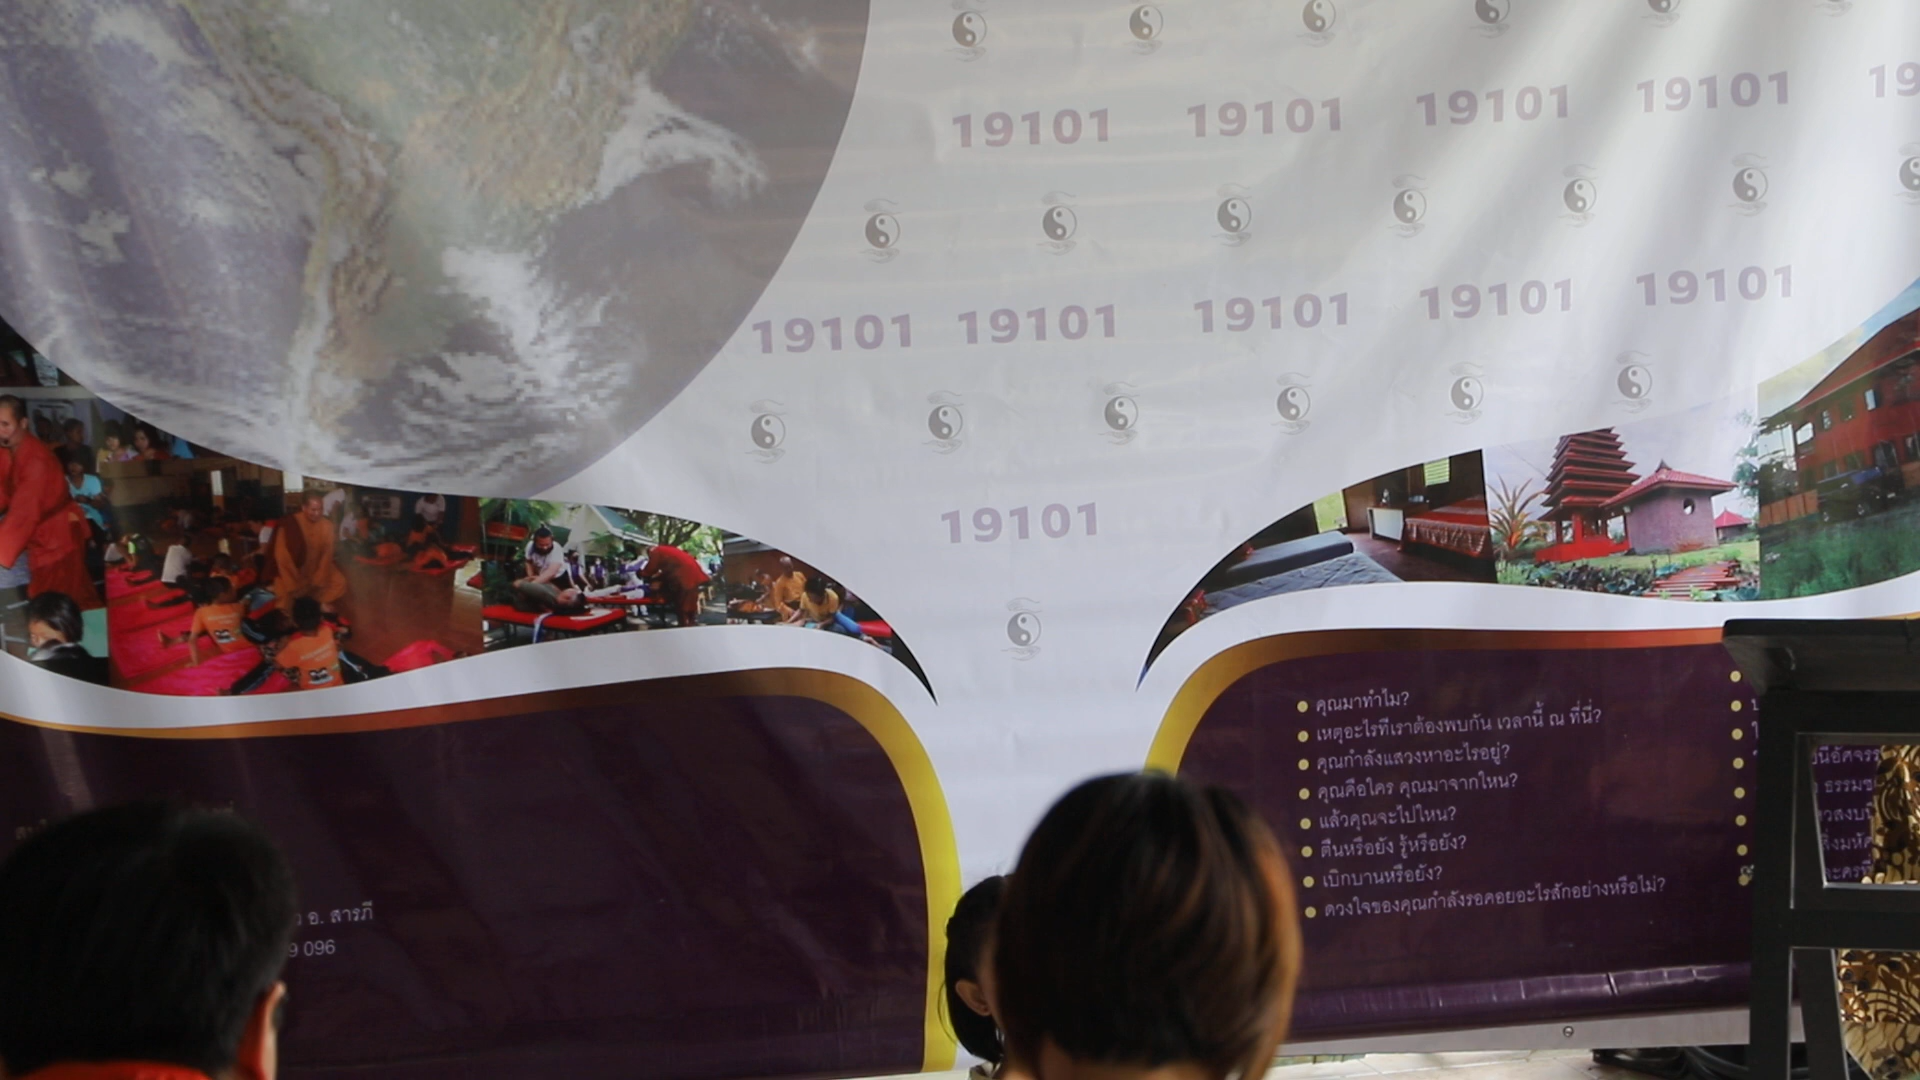 19101 19101 19101 19101 19
19101 19101 19101 19101 19101
19101
อ. สารภี
9 096
คุณมาทำไม?
เหตุอะไรที่เราต้องพบกัน เวลานี้ ณ ที่นี่?
คุณกำลังแสวงหาอะไรอยู่?
คุณคือใคร คุณมาจากไหน?
แล้วคุณจะไปไหน?
ตื่นหรือยัง รู้หรือยัง?
เบิกบานหรือยัง?
ดวงใจของคุณกำลังรอคอยอะไรสักอย่างหรือไม่?